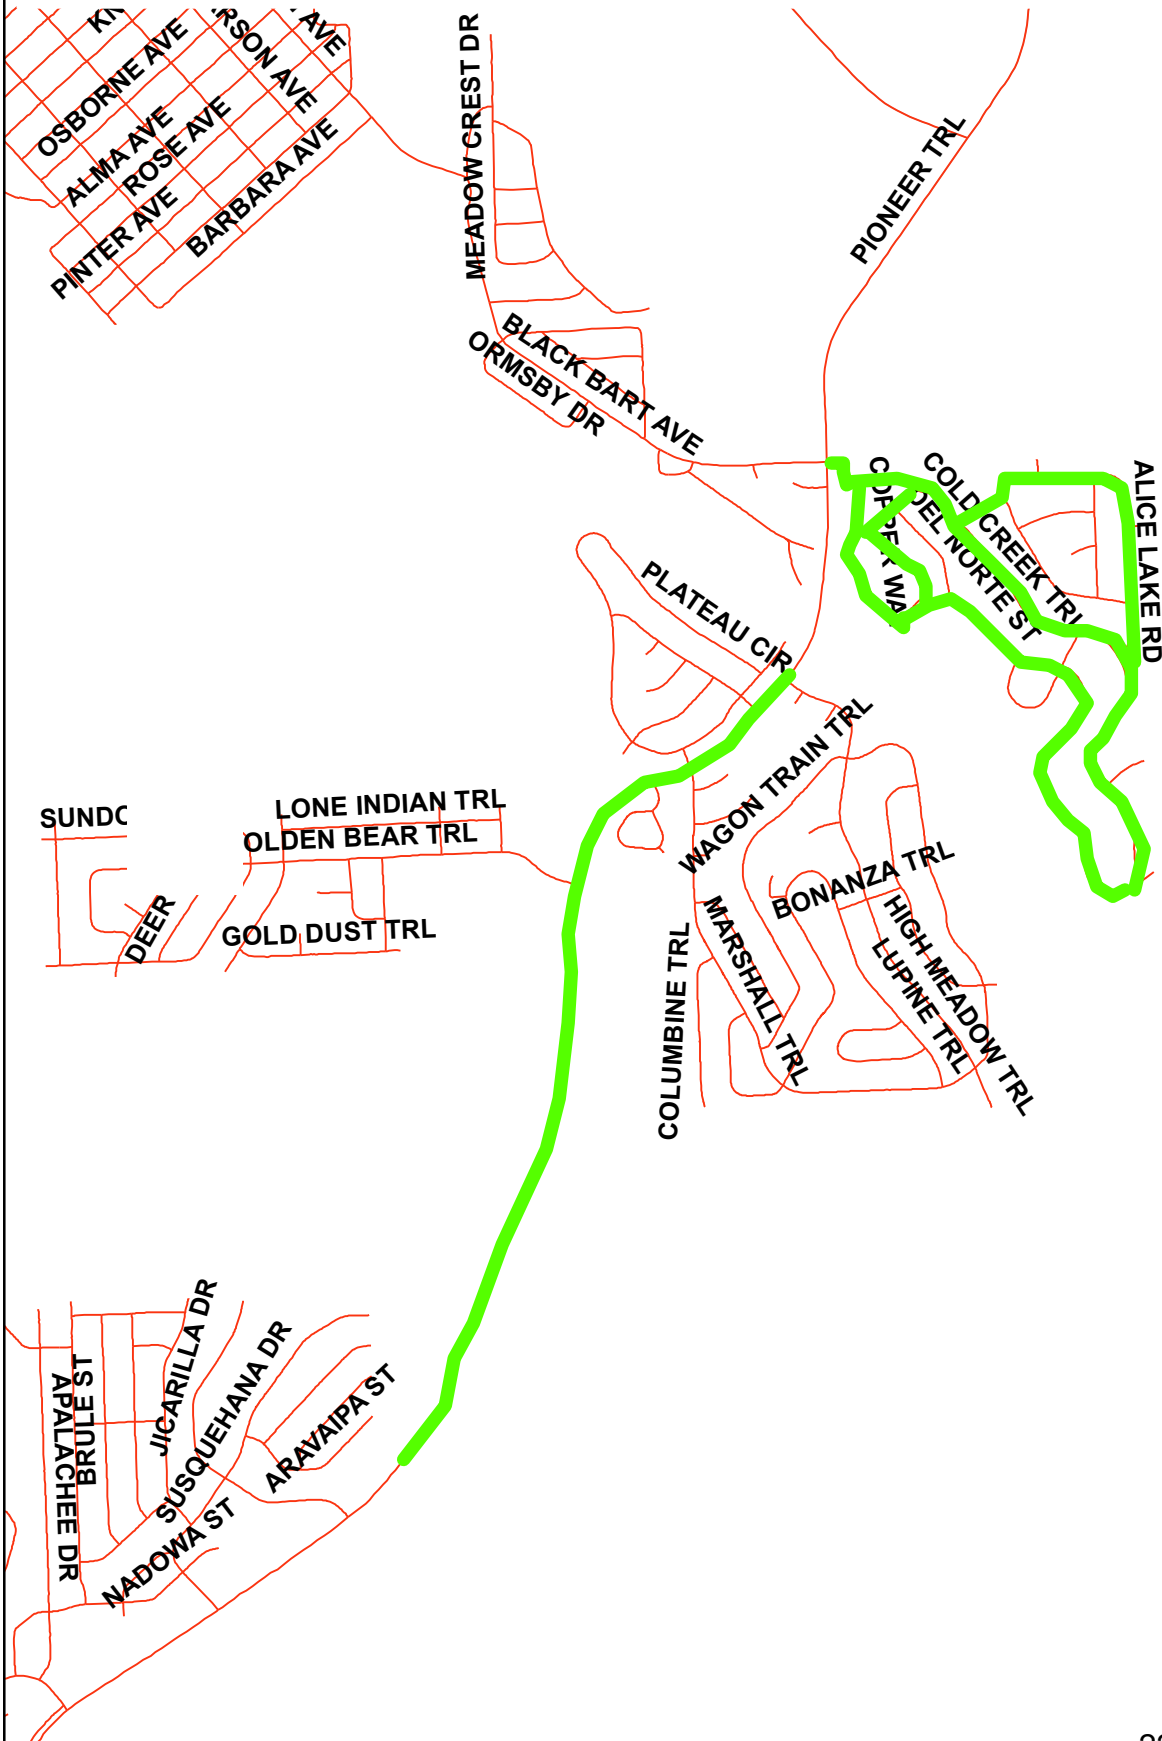 OSBORNE AVE
ALMA AVE
ROSE AVE
PINTER AVE
BARBARA AVE
AVE
MEADOW CREST DR
PIONEER TRL
BLACK BART AVE
ORMSBY DR
COLD CREEK TRL
DEL NORTE ST
ALICE LAKE RD
PLATEAU CIR
WAGON TRAIN TRL
LONE INDIAN TRL
OLDEN BEAR TRL
GOLD DUST TRL
DEER
BONANZA TRL
HIGH MEADOW TRL
LUPINE TRL
MARSHALL TRL
COLUMBINE TRL
JICARILLA DR
SUSQUEHANA DR
ARAVAIPA ST
BRULE ST
APALACHEE DR
NADOWA ST